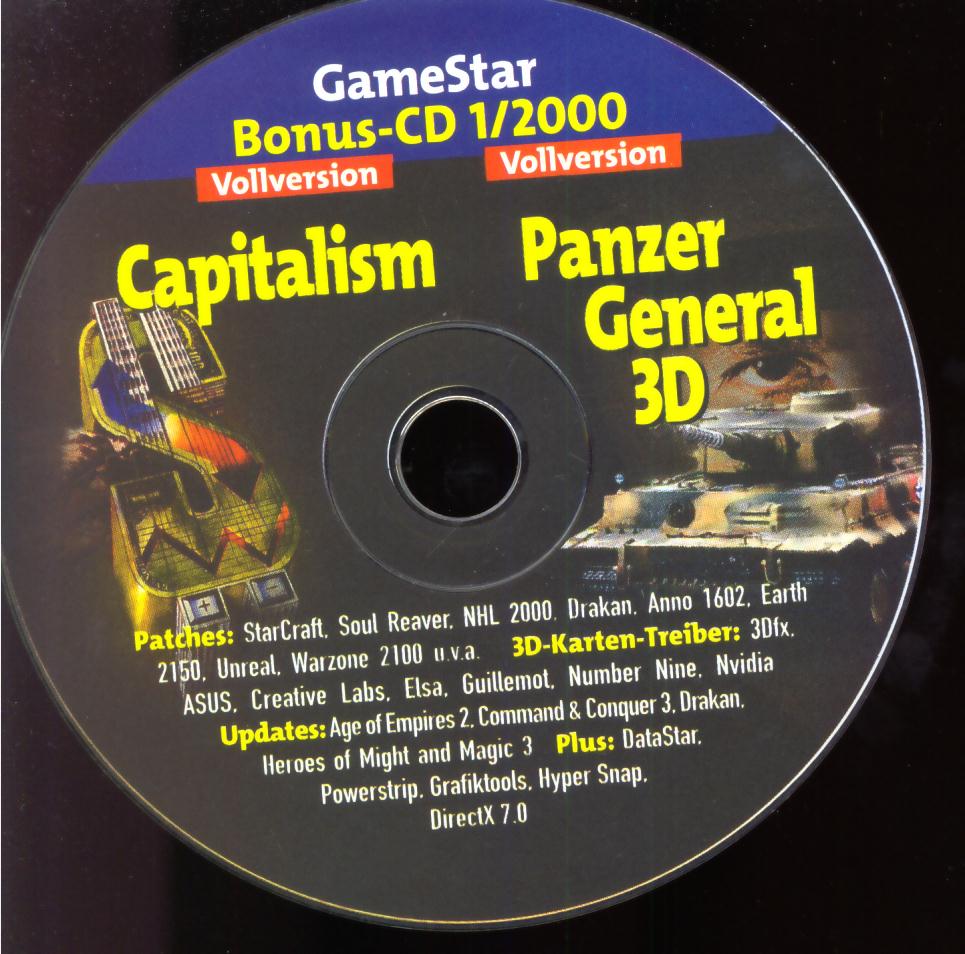 GameStar
Bonus-CD 1/2000
Vollversion Vollversion
Capitalism
Panzer
General
3D
Patches: StarCraft, Soul Reaver, NHL 2000, Drakan, Anno 1602, Earth
2150, Unreal, Warzone 2100 u.v.a. 3D-Karten-Treiber: 3Dfx,
ASUS, Creative Labs, Elsa, Guillemot, Number Nine, Nvidia
Updates: Age of Empires 2, Command & Conquer 3, Drakan,
Heroes of Might and Magic 3 Plus: DataStar,
Powerstrip, Grafiktools, Hyper Snap,
DirectX 7.0